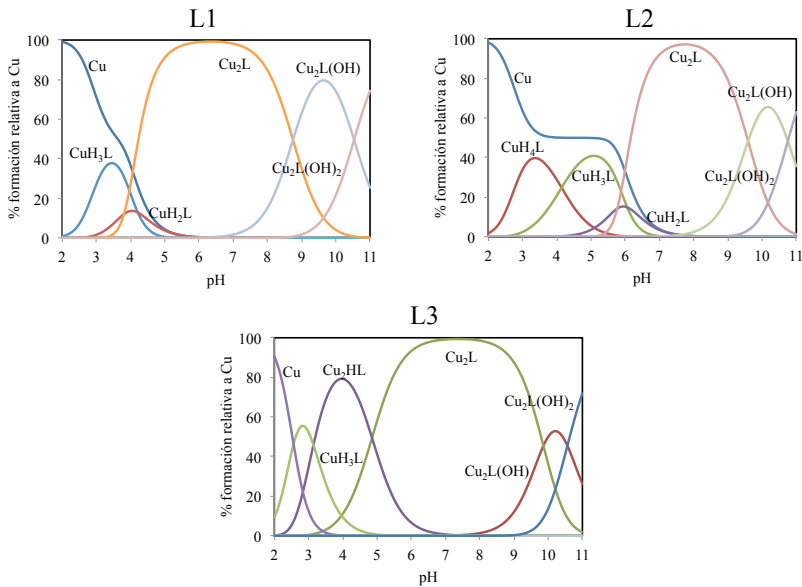 L1
% formación relativa a Cu
100
80
60
40
20
0
Cu
Cu₂L
Cu₂L(OH)
CuH₃L
Cu₂L(OH)₂
CuH₂L
2 3 4 5 6 7 8 9 10 11
pH
L2
% formación relativa a Cu
100
80
60
40
20
0
Cu
Cu₂L
Cu₂L(OH)
CuH₄L
CuH₃L
Cu₂L(OH)₂
CuH₂L
2 3 4 5 6 7 8 9 10 11
pH
L3
% formación relativa a Cu
100
80
60
40
20
0
Cu
Cu₂HL
Cu₂L
Cu₂L(OH)₂
CuH₃L
Cu₂L(OH)
2 3 4 5 6 7 8 9 10 11
pH